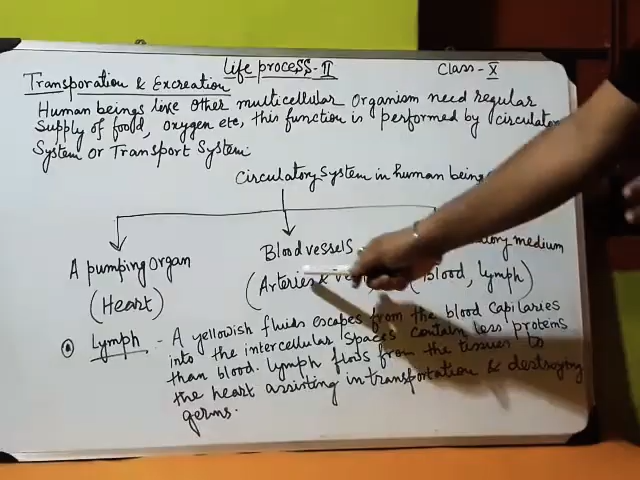 Life process-II
Class-X
Transporation & Excreation
Human beings like other multicellular organism need regular
supply of food, oxygen etc, this function is performed by circulator
System or Transport System.
Circulatory System in human being
A pumping organ
(Heart)
Blood vessels
(Arteries &
medium
(Blood, lymph)
Lymph - A yellowish fluids escapes from the blood capilaries
into the intercellular spaces contain less proteins
than blood. lymph flows from the tissues to
the heart assisting in transportation & destroying
germs.